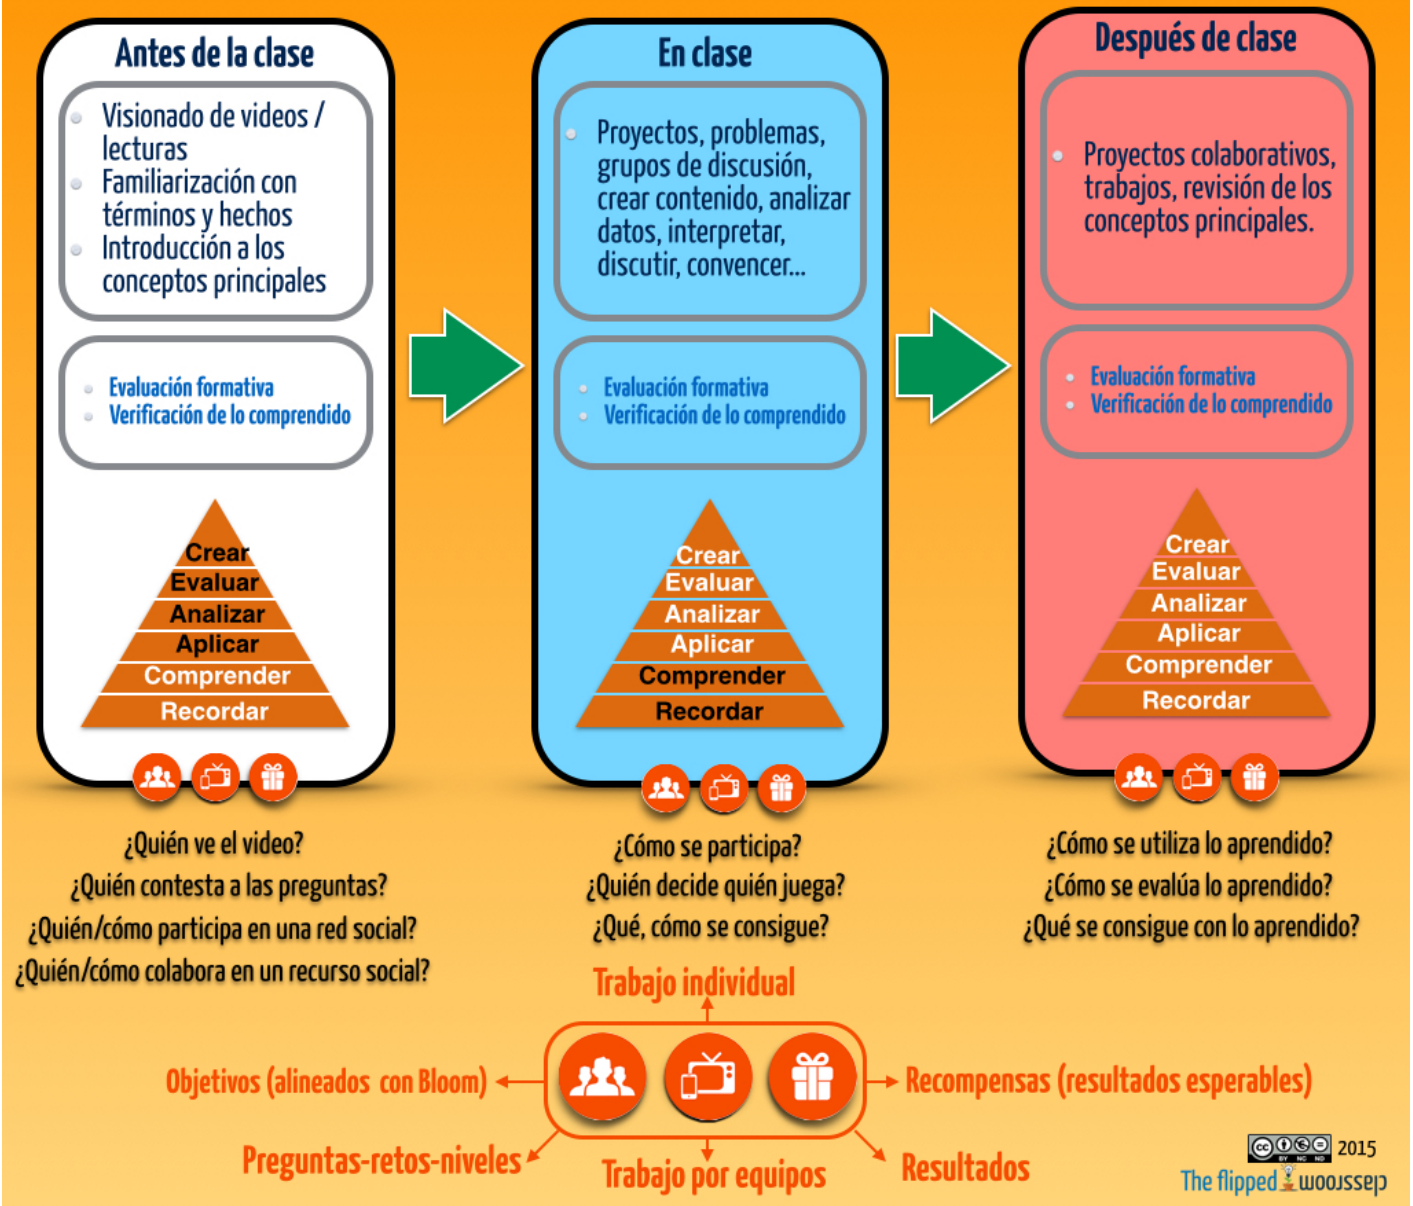 Antes de la clase
Visionado de videos /
lecturas
Familiarización con
términos y hechos
Introducción a los
conceptos principales
Evaluación formativa
Verificación de lo comprendido
Crear
Evaluar
Analizar
Aplicar
Comprender
Recordar
¿Quién ve el video?
¿Quién contesta a las preguntas?
¿Quién/cómo participa en una red social?
¿Quién/cómo colabora en un recurso social?
En clase
Proyectos, problemas,
grupos de discusión,
crear contenido, analizar
datos, interpretar,
discutir, convencer...
Evaluación formativa
Verificación de lo comprendido
Crear
Evaluar
Analizar
Aplicar
Comprender
Recordar
¿Cómo se participa?
¿Quién decide quién juega?
¿Qué, cómo se consigue?
Después de clase
Proyectos colaborativos,
trabajos, revisión de los
conceptos principales.
Evaluación formativa
Verificación de lo comprendido
Crear
Evaluar
Analizar
Aplicar
Comprender
Recordar
¿Cómo se utiliza lo aprendido?
¿Cómo se evalúa lo aprendido?
¿Qué se consigue con lo aprendido?
Trabajo individual
Objetivos (alineados con Bloom)
Recompensas (resultados esperables)
Preguntas-retos-niveles
Trabajo por equipos
Resultados
cc BY NC ND 2015
The flipped classroom